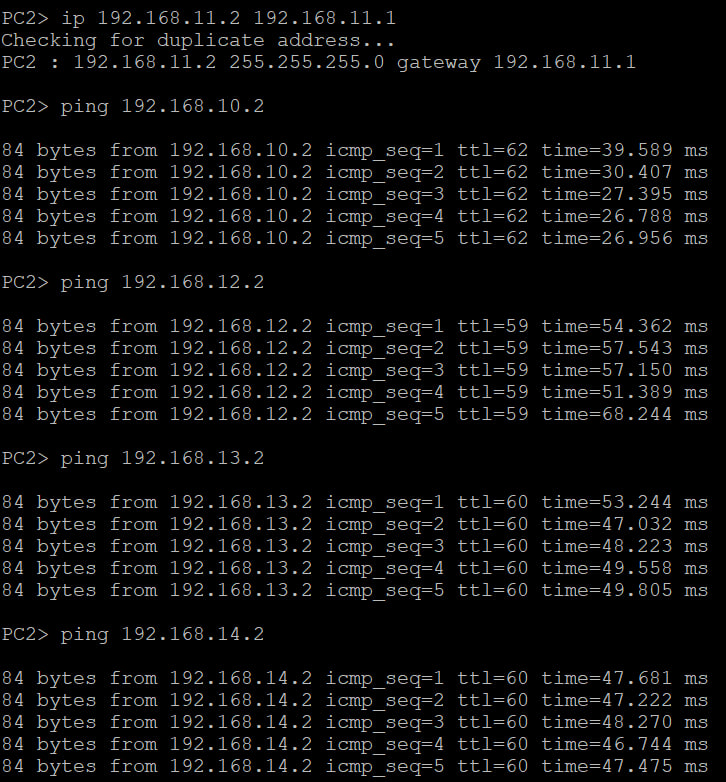 PC2> ip 192.168.11.2 192.168.11.1
Checking for duplicate address...
PC2 : 192.168.11.2 255.255.255.0 gateway 192.168.11.1
PC2> ping 192.168.10.2
84 bytes from 192.168.10.2 icmp_seq=1 ttl=62 time=39.589 ms
84 bytes from 192.168.10.2 icmp_seq=2 ttl=62 time=30.407 ms
84 bytes from 192.168.10.2 icmp_seq=3 ttl=62 time=27.395 ms
84 bytes from 192.168.10.2 icmp_seq=4 ttl=62 time=26.788 ms
84 bytes from 192.168.10.2 icmp_seq=5 ttl=62 time=26.956 ms
PC2> ping 192.168.12.2
84 bytes from 192.168.12.2 icmp_seq=1 ttl=59 time=54.362 ms
84 bytes from 192.168.12.2 icmp_seq=2 ttl=59 time=57.543 ms
84 bytes from 192.168.12.2 icmp_seq=3 ttl=59 time=57.150 ms
84 bytes from 192.168.12.2 icmp_seq=4 ttl=59 time=51.389 ms
84 bytes from 192.168.12.2 icmp_seq=5 ttl=59 time=68.244 ms
PC2> ping 192.168.13.2
84 bytes from 192.168.13.2 icmp_seq=1 ttl=60 time=53.244 ms
84 bytes from 192.168.13.2 icmp_seq=2 ttl=60 time=47.032 ms
84 bytes from 192.168.13.2 icmp_seq=3 ttl=60 time=48.223 ms
84 bytes from 192.168.13.2 icmp_seq=4 ttl=60 time=49.558 ms
84 bytes from 192.168.13.2 icmp_seq=5 ttl=60 time=49.805 ms
PC2> ping 192.168.14.2
84 bytes from 192.168.14.2 icmp_seq=1 ttl=60 time=47.681 ms
84 bytes from 192.168.14.2 icmp_seq=2 ttl=60 time=47.222 ms
84 bytes from 192.168.14.2 icmp_seq=3 ttl=60 time=48.270 ms
84 bytes from 192.168.14.2 icmp_seq=4 ttl=60 time=46.744 ms
84 bytes from 192.168.14.2 icmp_seq=5 ttl=60 time=47.475 ms